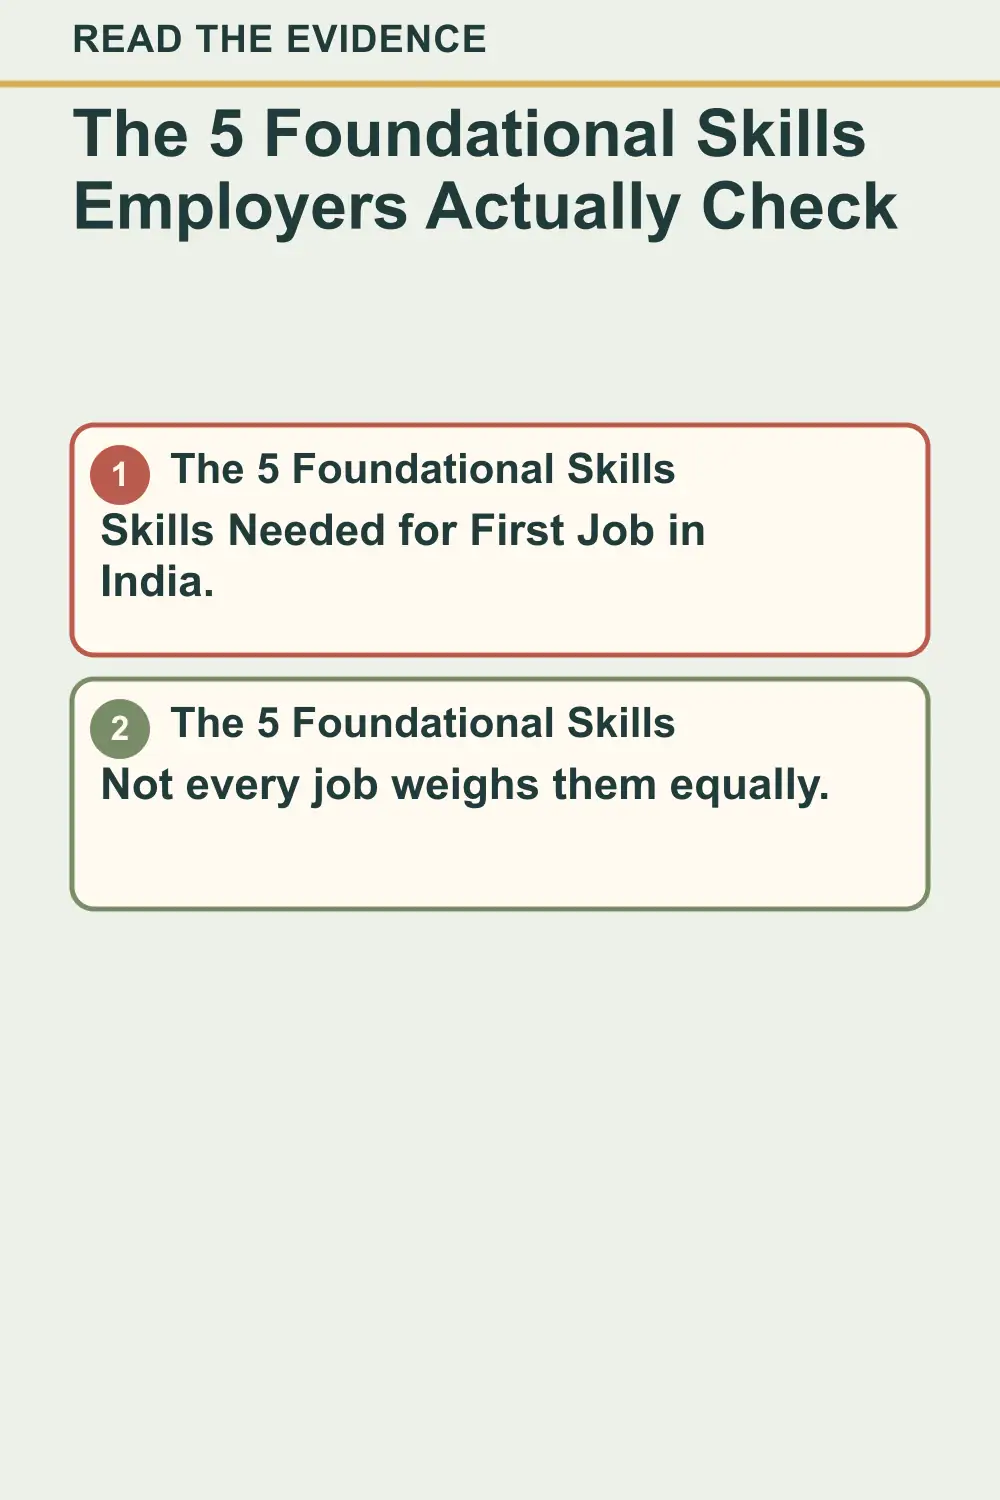 READ THE EVIDENCE
The 5 Foundational Skills
Employers Actually Check
1 The 5 Foundational Skills
Skills Needed for First Job in
India.
2 The 5 Foundational Skills
Not every job weighs them equally.